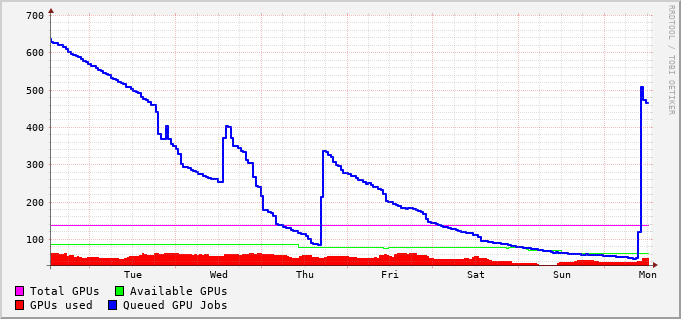 700
600
500
400
300
200
100
Tue Wed Thu Fri Sat Sun Mon
Total GPUs Available GPUs
GPUs used Queued GPU Jobs
RRDTOOL / TOBI OETIKER